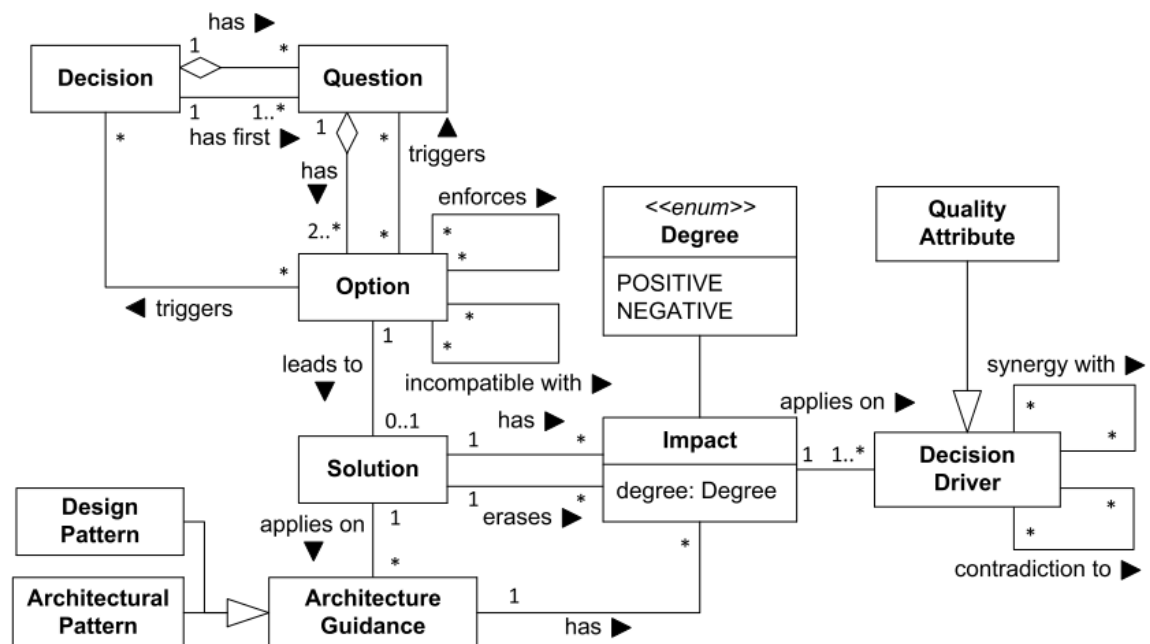 has ▶
1
*
Decision
Question
1
1..*
has first ▶
*
1
*
triggers
has
enforces ▶
<<enum>>
Degree
Quality
Attribute
2..*
*
*
*
POSITIVE
NEGATIVE
*
Option
◀ triggers
*
*
1
leads to
incompatible with ▶
synergy with ▶
applies on ▶
*
*
0..1
has ▶
1
*
Impact
Solution
1
1..*
Decision
Driver
degree: Degree
1
*
erases ▶
Design
Pattern
applies on
1
*
*
*
*
contradiction to ▶
Architectural
Pattern
Architecture
Guidance
1
has ▶